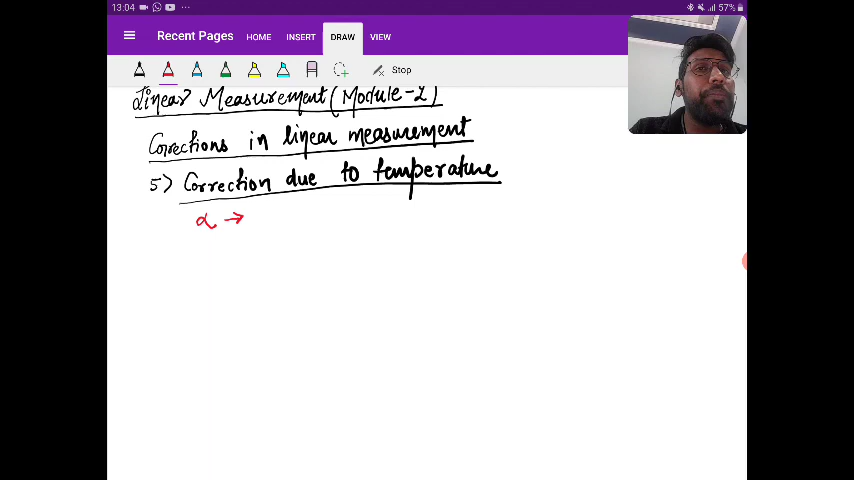 13:04 57%
Recent Pages HOME INSERT DRAW VIEW
Stop
Linear Measurement (Module-2)
Corrections in linear measurement
5) Correction due to temperature
α →